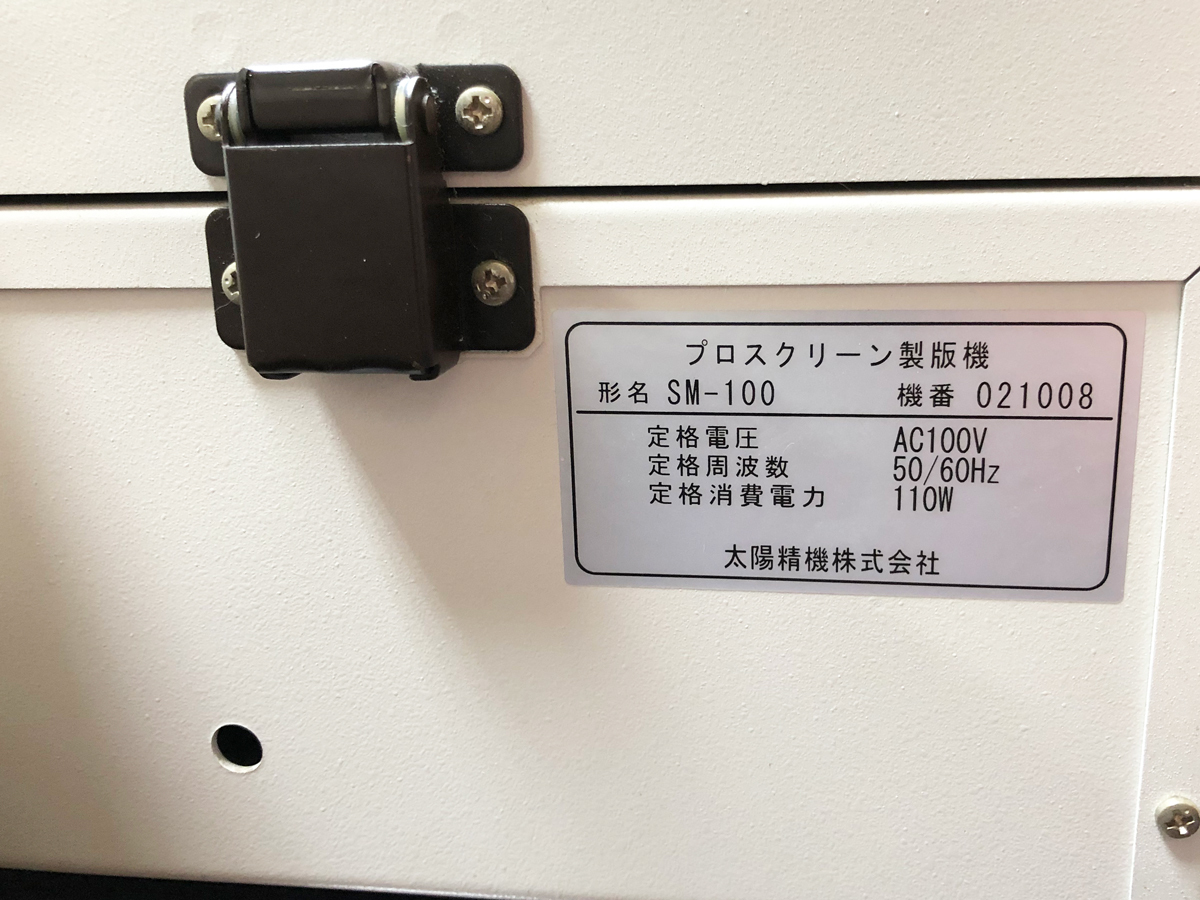 プロスクリーン製版機
形名 SM-100 機番 021008
定格電圧 AC100V
定格周波数 50/60Hz
定格消費電力 110W
太陽精機株式会社